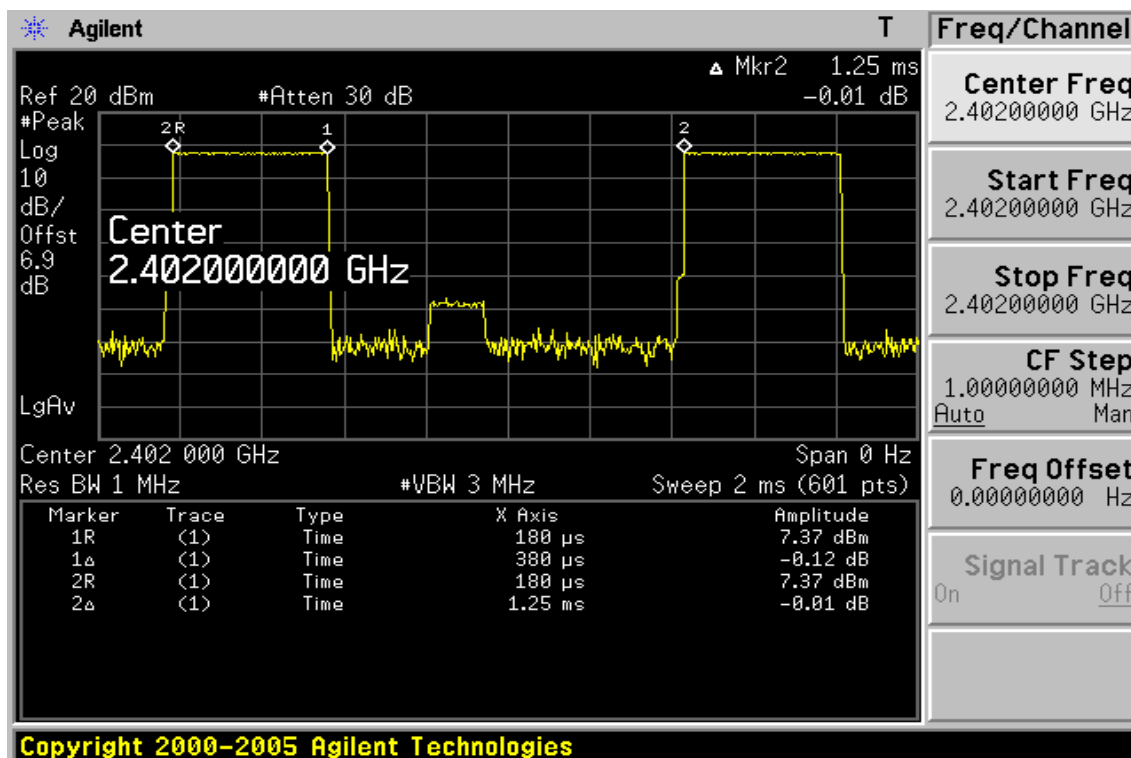 Agilent T
Δ Mkr2 1.25 ms
Ref 20 dBm #Atten 30 dB -0.01 dB
#Peak
Log
10
dB/
Offst
6.9
dB
LgAv
2R 1 2
Center
2.402000000 GHz
Center 2.402 000 GHz Span 0 Hz
Res BW 1 MHz #VBW 3 MHz Sweep 2 ms (601 pts)
Marker Trace Type X Axis Amplitude
1R (1) Time 180 µs 7.37 dBm
1Δ (1) Time 380 µs -0.12 dB
2R (1) Time 180 µs 7.37 dBm
2Δ (1) Time 1.25 ms -0.01 dB
Freq/Channel
Center Freq
2.40200000 GHz
Start Freq
2.40200000 GHz
Stop Freq
2.40200000 GHz
CF Step
1.00000000 MHz
Auto Man
Freq Offset
0.00000000 Hz
Signal Track
On Off
Copyright 2000-2005 Agilent Technologies